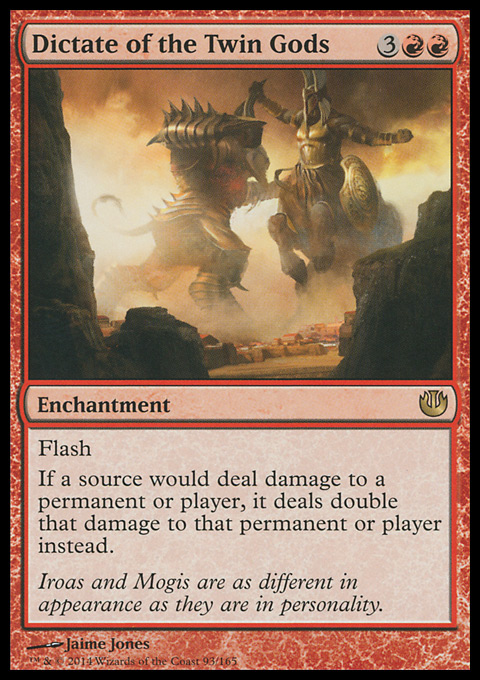 Dictate of the Twin Gods 3
Enchantment
Flash
If a source would deal damage to a
permanent or player, it deals double
that damage to that permanent or player
instead.
Iroas and Mogis are as different in
appearance as they are in personality.
Jaime Jones
™ & © 2014 Wizards of the Coast 93/165